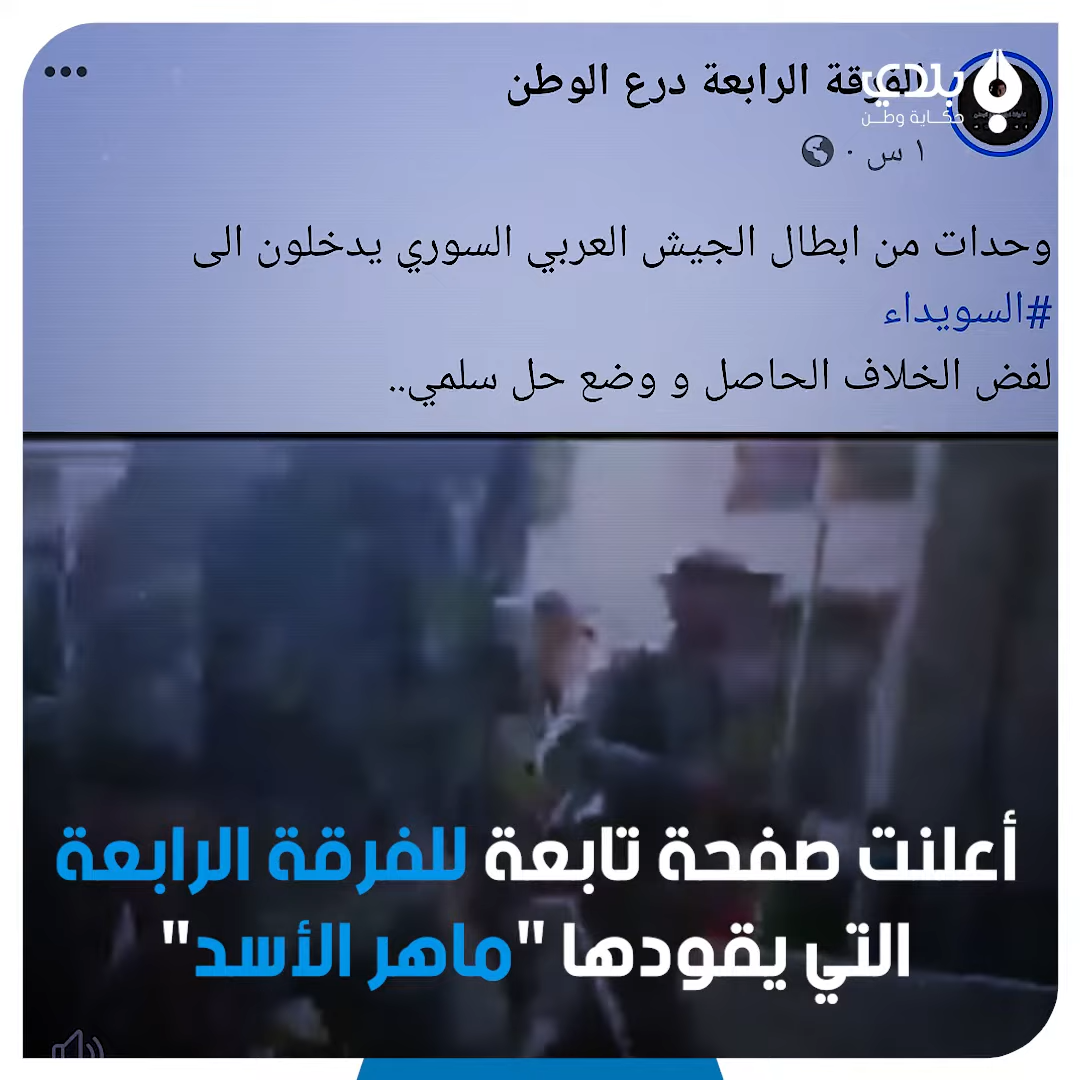 الفرقة الرابعة درع الوطن
بلدي
حكاية وطن
١ س ·
وحدات من ابطال الجيش العربي السوري يدخلون الى
#السويداء
لفض الخلاف الحاصل و وضع حل سلمي..
أعلنت صفحة تابعة للفرقة الرابعة
التي يقودها "ماهر الأسد"